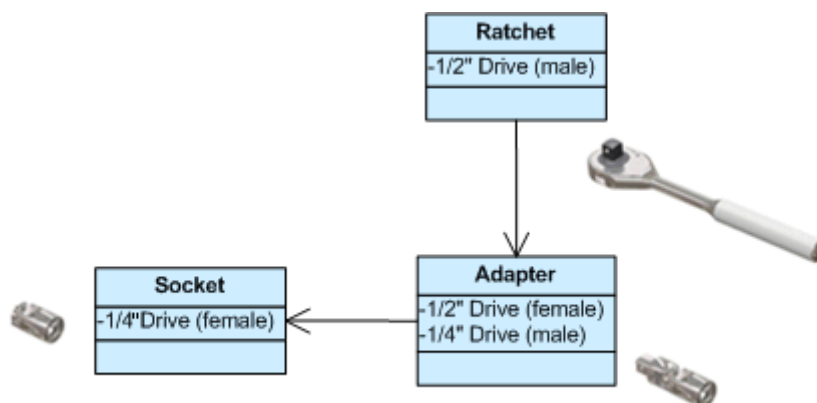 Ratchet
-1/2" Drive (male)
Adapter
-1/2" Drive (female)
-1/4" Drive (male)
Socket
-1/4"Drive (female)